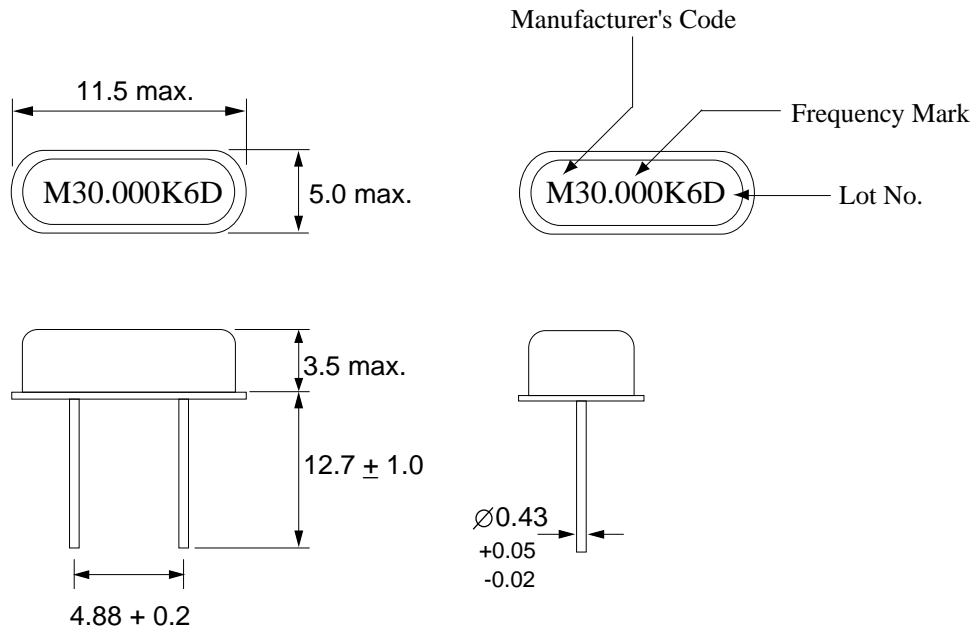 Manufacturer's Code
11.5 max.
Frequency Mark
M30.000K6D
5.0 max.
M30.000K6D
Lot No.
3.5 max.
12.7 ± 1.0
∅0.43
+0.05
-0.02
4.88 + 0.2